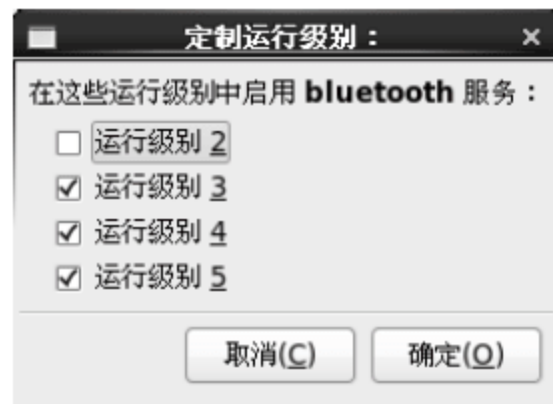 定制运行级别：
在这些运行级别中启用 bluetooth 服务：
运行级别 2
运行级别 3
运行级别 4
运行级别 5
取消(C) 确定(O)